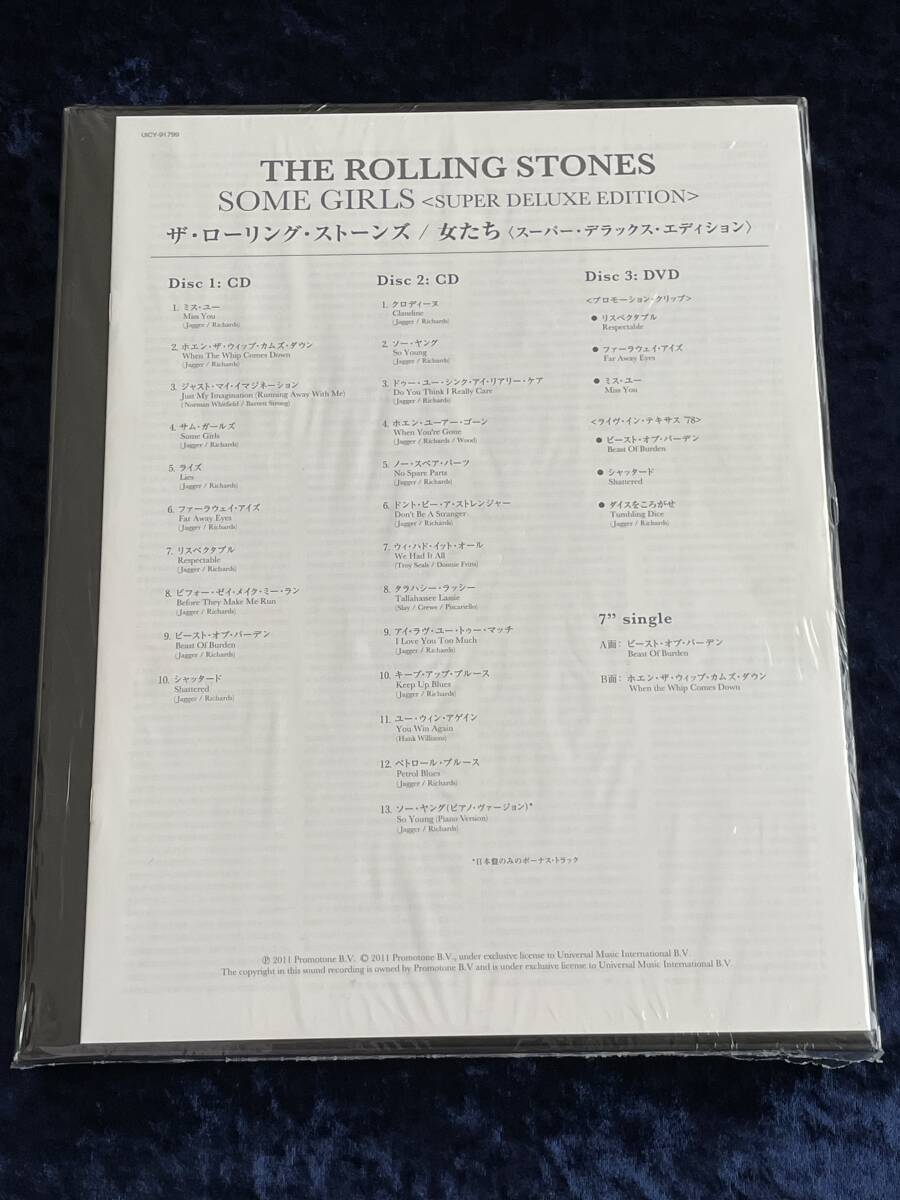 UICY-91799
THE ROLLING STONES
SOME GIRLS <SUPER DELUXE EDITION>
ザ・ローリング・ストーンズ / 女たち〈スーパー・デラックス・エディション〉
Disc 1: CD
1. ミス・ユー
Miss You
(Jagger / Richards)
2. ホエン・ザ・ウィップ・カムズ・ダウン
When The Whip Comes Down
(Jagger / Richards)
3. ジャスト・マイ・イマジネーション
Just My Imagination (Running Away With Me)
(Norman Whitfield / Barrett Strong)
4. サム・ガールズ
Some Girls
(Jagger / Richards)
5. ライズ
Lies
(Jagger / Richards)
6. ファーラウェイ・アイズ
Far Away Eyes
(Jagger / Richards)
7. リスペクタブル
Respectable
(Jagger / Richards)
8. ビフォー・ゼイ・メイク・ミー・ラン
Before They Make Me Run
(Jagger / Richards)
9. ビースト・オブ・バーデン
Beast Of Burden
(Jagger / Richards)
10. シャッタード
Shattered
(Jagger / Richards)
Disc 2: CD
1. クロディーヌ
Claudine
(Jagger / Richards)
2. ソー・ヤング
So Young
(Jagger / Richards)
3. ドゥー・ユー・シンク・アイ・リアリー・ケア
Do You Think I Really Care
(Jagger / Richards)
4. ホエン・ユーアー・ゴーン
When You're Gone
(Jagger / Richards / Wood)
5. ノー・スペア・パーツ
No Spare Parts
(Jagger / Richards)
6. ドント・ビー・ア・ストレンジャー
Don't Be A Stranger
(Jagger / Richards)
7. ウィ・ハド・イット・オール
We Had It All
(Troy Seals / Donnie Fritts)
8. タラハシー・ラッシー
Tallahassee Lassie
(Slay / Crewe / Piscariello)
9. アイ・ラヴ・ユー・トゥー・マッチ
I Love You Too Much
(Jagger / Richards)
10. キープ・アップ・ブルース
Keep Up Blues
(Jagger / Richards)
11. ユー・ウィン・アゲイン
You Win Again
(Hank Williams)
12. ペトロール・ブルース
Petrol Blues
(Jagger / Richards)
13. ソー・ヤング(ピアノ・ヴァージョン)*
So Young (Piano Version)
(Jagger / Richards)
*日本盤のみのボーナス・トラック
Disc 3: DVD
<プロモーション・クリップ>
● リスペクタブル
Respectable
● ファーラウェイ・アイズ
Far Away Eyes
● ミス・ユー
Miss You
<ライヴ・イン・テキサス '78>
● ビースト・オブ・バーデン
Beast Of Burden
● シャッタード
Shattered
● ダイスをころがせ
Tumbling Dice
(Jagger / Richards)
7” single
A面: ビースト・オブ・バーデン
Beast Of Burden
B面: ホエン・ザ・ウィップ・カムズ・ダウン
When the Whip Comes Down
℗ 2011 Promotone B.V. © 2011 Promotone B.V., under exclusive license to Universal Music International B.V
The copyright in this sound recording is owned by Promotone B.V and is under exclusive license to Universal Music International B.V